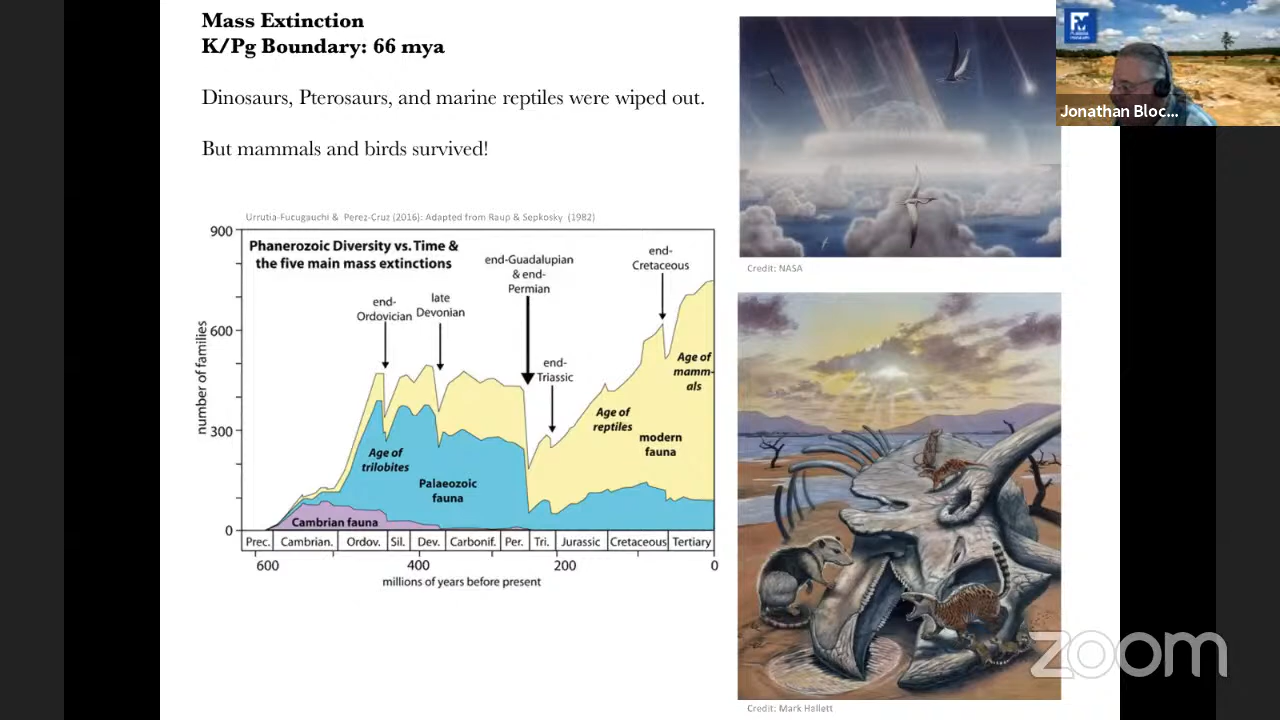 Mass Extinction
K/Pg Boundary: 66 mya
Dinosaurs, Pterosaurs, and marine reptiles were wiped out.
But mammals and birds survived!
Urrutia-Fucugauchi & Perez-Cruz (2016): Adapted from Raup & Sepkosky (1982)
Phanerozoic Diversity vs. Time &
the five main mass extinctions
number of families
900
600
300
0
end-
Ordovician
late
Devonian
end-Guadalupian
& end-
Permian
end-
Triassic
end-
Cretaceous
Age of
trilobites
Palaeozoic
fauna
Cambrian fauna
Age of
reptiles
modern
fauna
Age of
mamm-
als
Prec. Cambrian. Ordov. Sil. Dev. Carbonif. Per. Tri. Jurassic Cretaceous Tertiary
600 400 200 0
millions of years before present
Credit: NASA
Credit: Mark Hallett
Jonathan Bloc...
zoom